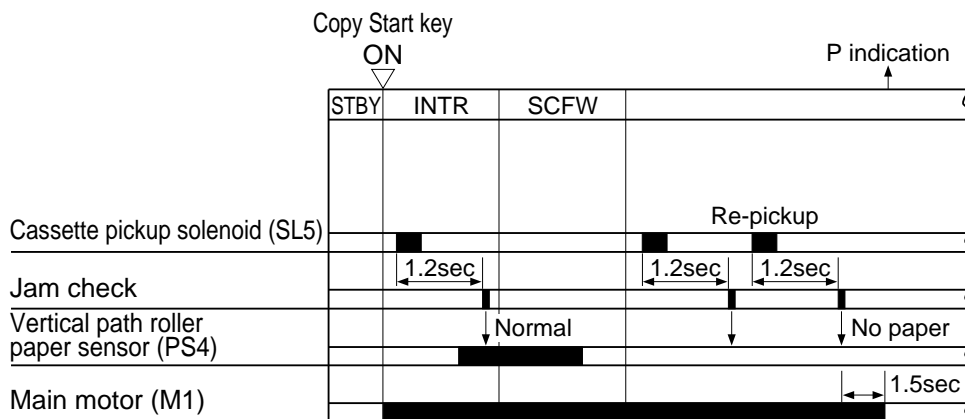 Copy Start key
ON
P indication
STBY INTR SCFW
Cassette pickup solenoid (SL5)
Re-pickup
1.2sec 1.2sec 1.2sec
Jam check
Vertical path roller
paper sensor (PS4)
Normal
No paper
1.5sec
Main motor (M1)